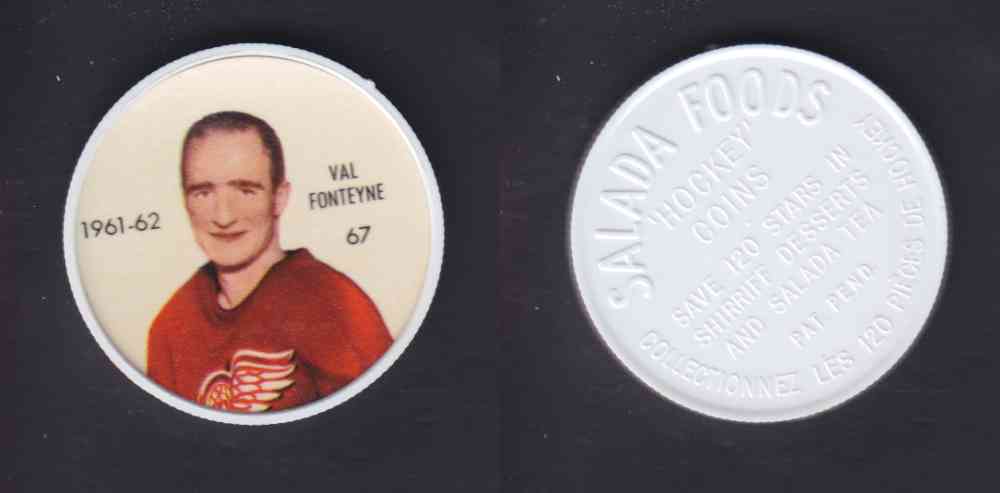 1961-62
VAL
FONTEYNE
67
SALADA FOODS
'HOCKEY'
COINS
SAVE 120 STARS IN
SHIRRIFF DESSERTS
AND SALADA TEA
PAT PEND.
COLLECTIONNEZ LES 120 PIÈCES DE HOCKEY